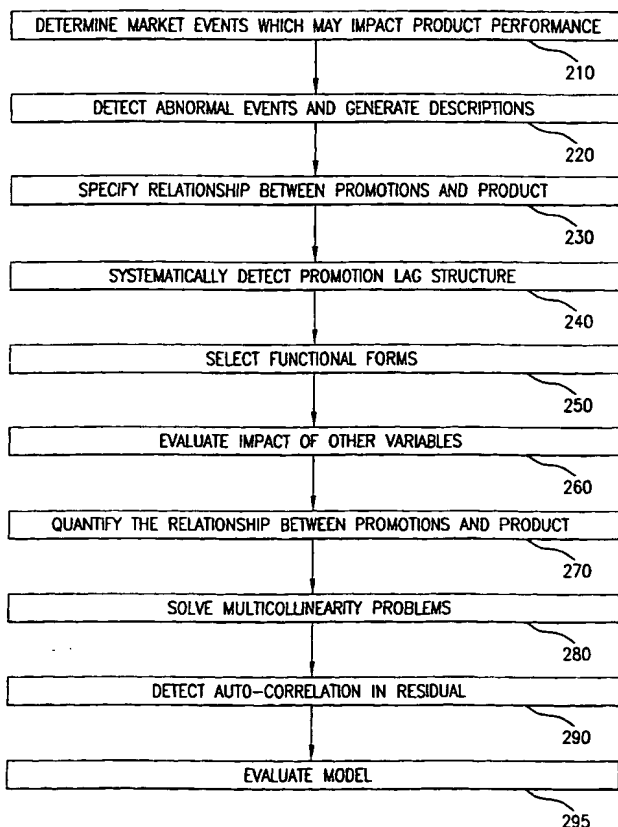 DETERMINE MARKET EVENTS WHICH MAY IMPACT PRODUCT PERFORMANCE
210
DETECT ABNORMAL EVENTS AND GENERATE DESCRIPTIONS
220
SPECIFY RELATIONSHIP BETWEEN PROMOTIONS AND PRODUCT
230
SYSTEMATICALLY DETECT PROMOTION LAG STRUCTURE
240
SELECT FUNCTIONAL FORMS
250
EVALUATE IMPACT OF OTHER VARIABLES
260
QUANTIFY THE RELATIONSHIP BETWEEN PROMOTIONS AND PRODUCT
270
SOLVE MULTICOLLINEARITY PROBLEMS
280
DETECT AUTO-CORRELATION IN RESIDUAL
290
EVALUATE MODEL
295